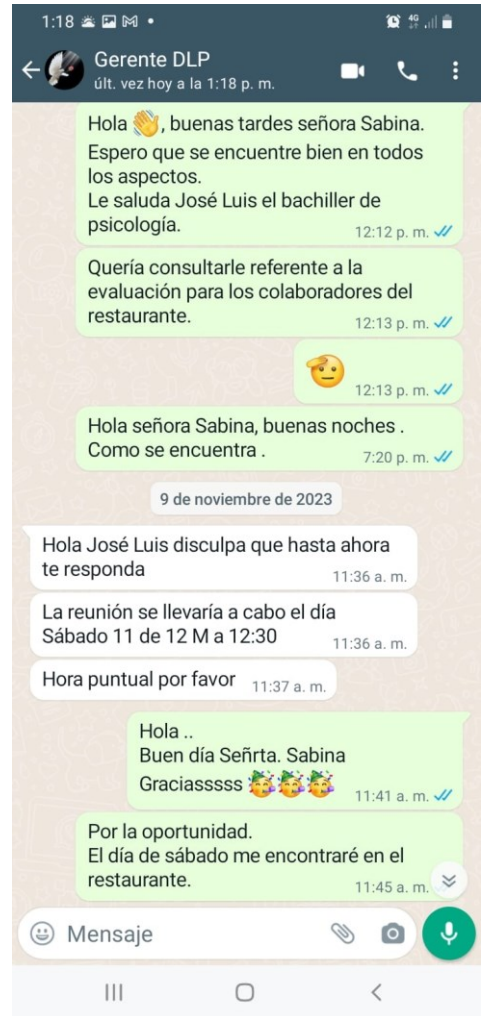 1:18
4G
Gerente DLP
últ. vez hoy a la 1:18 p. m.
Hola 👋, buenas tardes señora Sabina.
Espero que se encuentre bien en todos
los aspectos.
Le saluda José Luis el bachiller de
psicología.
12:12 p. m.
Quería consultarle referente a la
evaluación para los colaboradores del
restaurante.
12:13 p. m.
🫡
12:13 p. m.
Hola señora Sabina, buenas noches .
Como se encuentra .
7:20 p. m.
9 de noviembre de 2023
Hola José Luis disculpa que hasta ahora
te responda
11:36 a. m.
La reunión se llevaría a cabo el día
Sábado 11 de 12 M a 12:30
11:36 a. m.
Hora puntual por favor
11:37 a. m.
Hola ..
Buen día Señrta. Sabina
Graciasssss 🥳🥳🥳
11:41 a. m.
Por la oportunidad.
El día de sábado me encontraré en el
restaurante.
11:45 a. m.
Mensaje